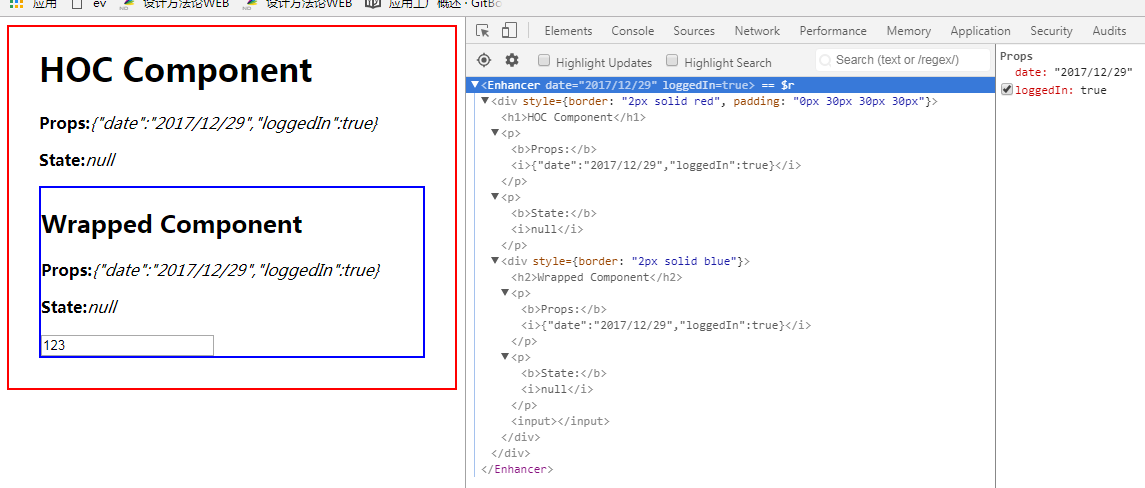 应用 ev 设计方法论WEB 设计方法论WEB 应用工厂概述 · GitBo
HOC Component
Props:{"date":"2017/12/29","loggedIn":true}
State:null
Wrapped Component
Props:{"date":"2017/12/29","loggedIn":true}
State:null
123
Elements Console Sources Network Performance Memory Application Security Audits
Highlight Updates Highlight Search Search (text or /regex/)
<Enhancer date="2017/12/29" loggedIn=true> == $r
<div style={border: "2px solid red", padding: "0px 30px 30px 30px"}>
<h1>HOC Component</h1>
<p>
<b>Props:</b>
<i>{"date":"2017/12/29","loggedIn":true}</i>
</p>
<p>
<b>State:</b>
<i>null</i>
</p>
<div style={border: "2px solid blue"}>
<h2>Wrapped Component</h2>
<p>
<b>Props:</b>
<i>{"date":"2017/12/29","loggedIn":true}</i>
</p>
<p>
<b>State:</b>
<i>null</i>
</p>
<input></input>
</div>
</div>
</Enhancer>
Props
date: "2017/12/29"
loggedIn: true